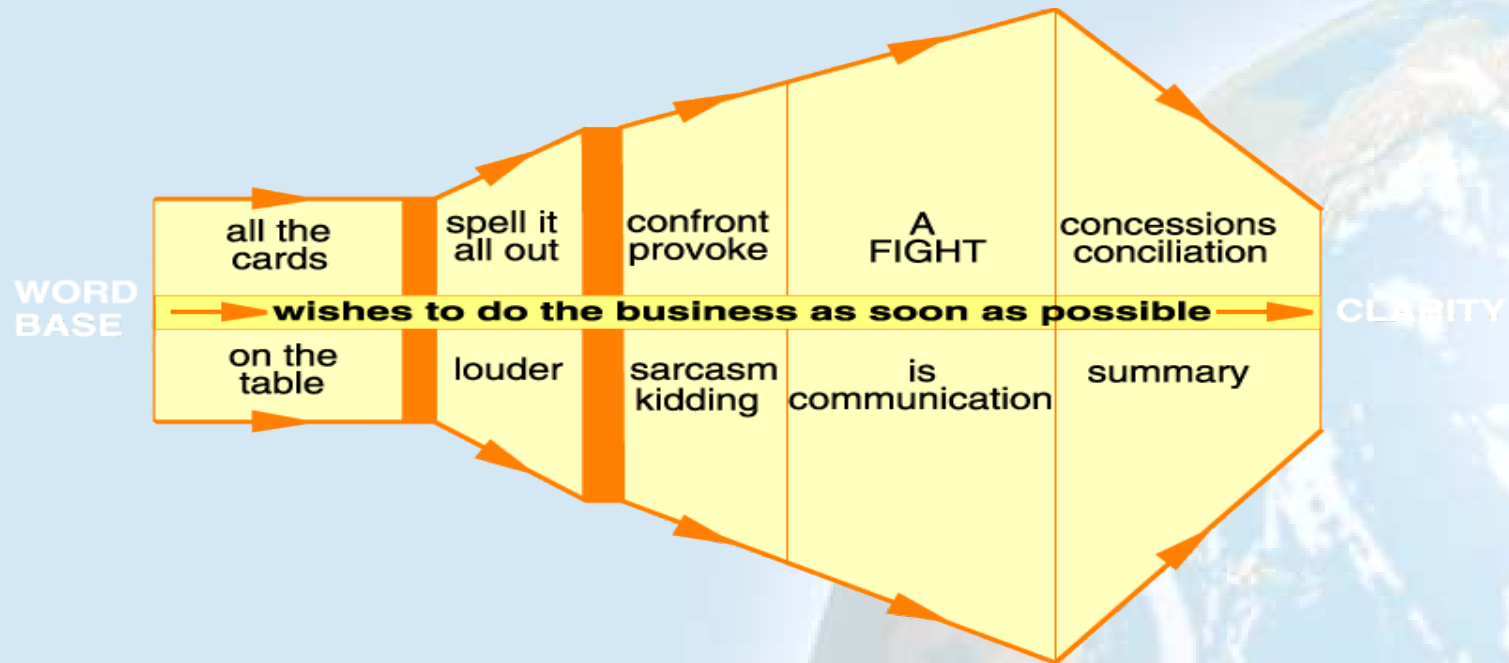 all the
cards
spell it
all out
confront
provoke
A
FIGHT
concessions
conciliation
WORD
BASE
wishes to do the business as soon as possible
CLARITY
on the
table
louder
sarcasm
kidding
is
communication
summary